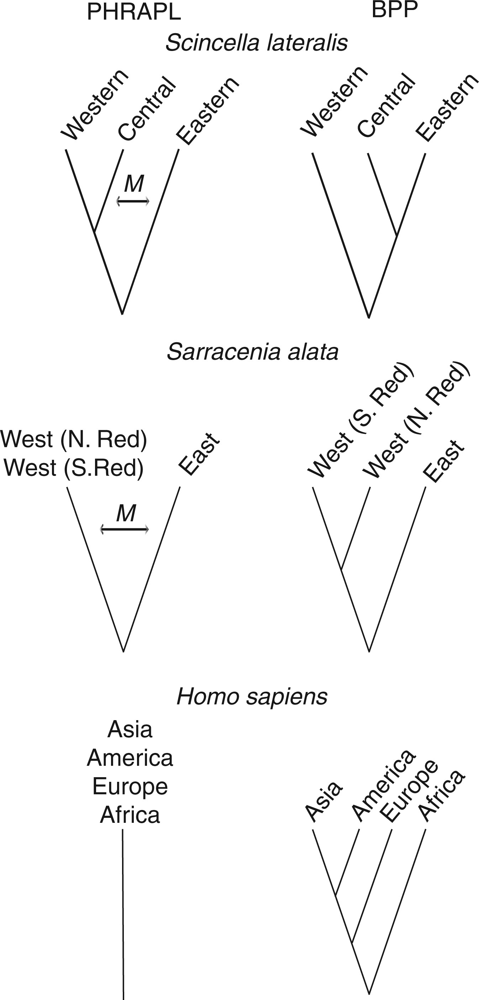 PHRAPL
BPP
Scincella lateralis
Western
Central
Eastern
Western
Central
Eastern
M
Sarracenia alata
West (N. Red)
West (S.Red)
East
West (S. Red)
West (N. Red)
East
M
Homo sapiens
Asia
America
Europe
Africa
Asia
America
Europe
Africa